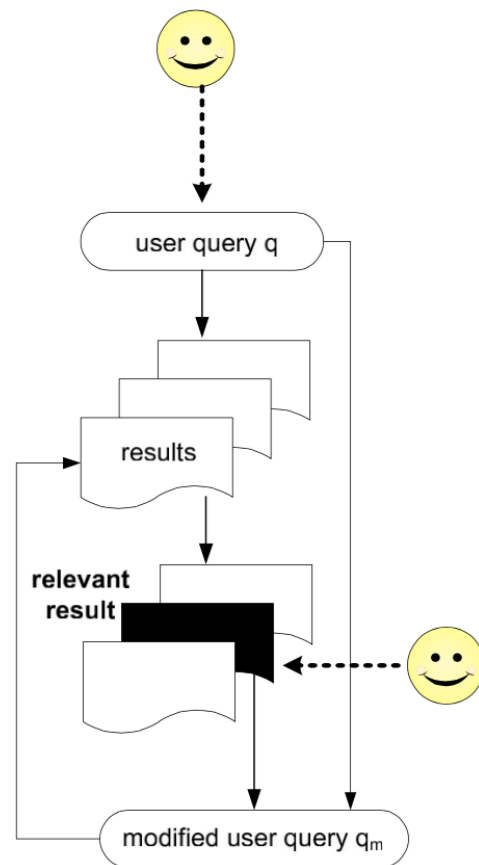 user query q
results
relevant
result
modified user query qₘ